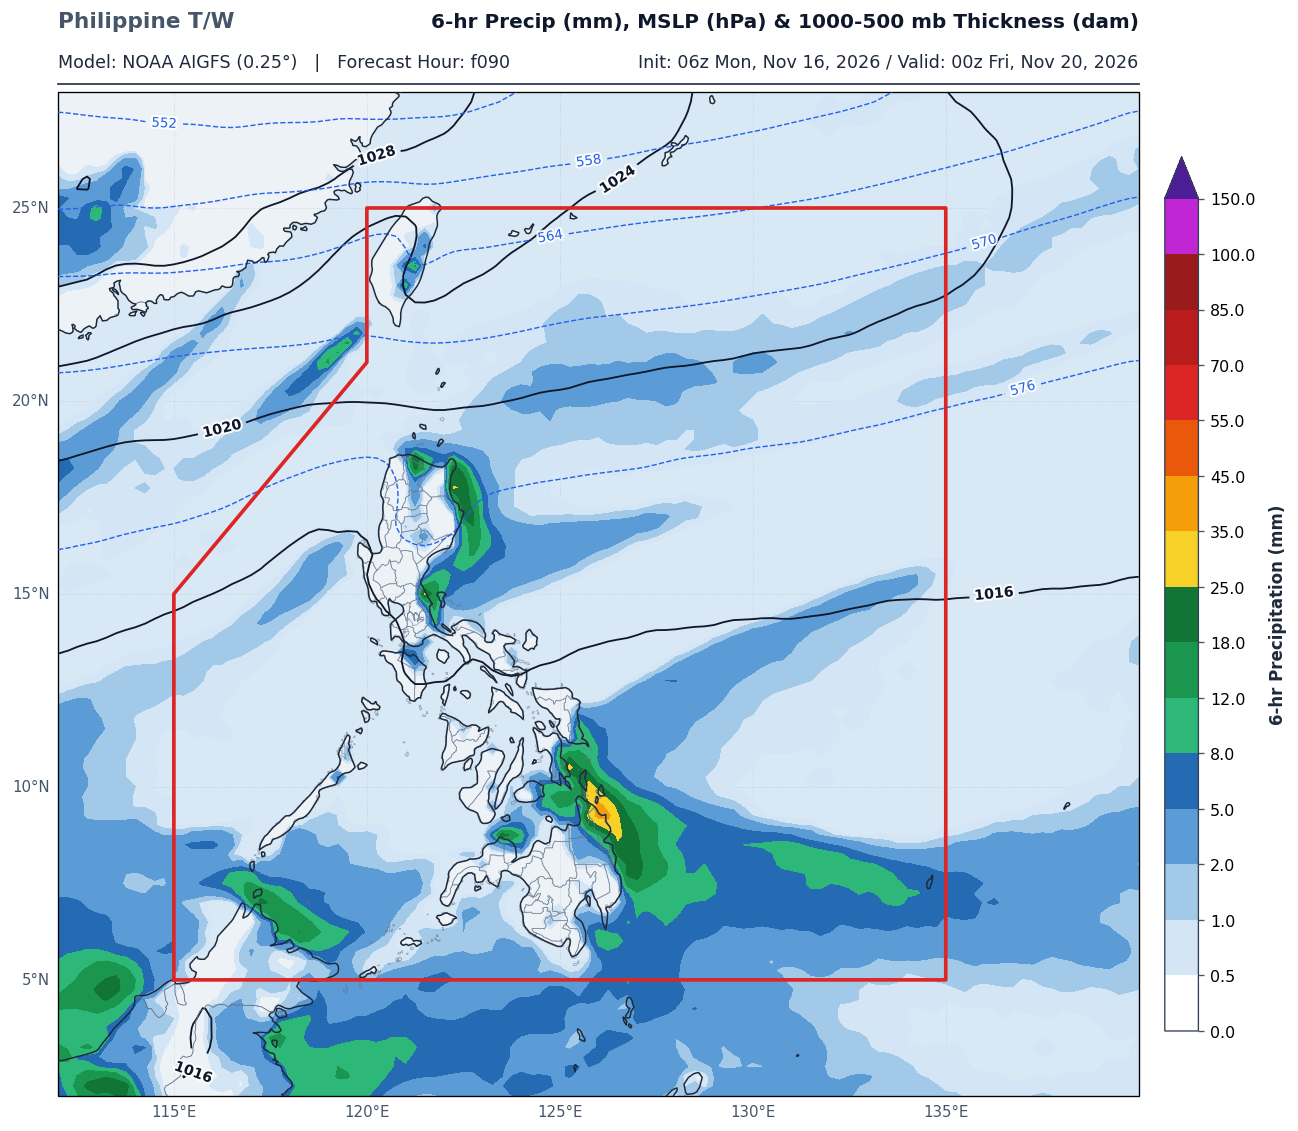 Philippine T/W
6-hr Precip (mm), MSLP (hPa) & 1000-500 mb Thickness (dam)
Model: NOAA AIGFS (0.25°) | Forecast Hour: f090
Init: 06z Mon, Nov 16, 2026 / Valid: 00z Fri, Nov 20, 2026
552
1028
558
1024
564
570
576
1020
1016
1016
25°N
20°N
15°N
10°N
5°N
115°E
120°E
125°E
130°E
135°E
150.0
100.0
85.0
70.0
55.0
45.0
35.0
25.0
18.0
12.0
8.0
5.0
2.0
1.0
0.5
0.0
6-hr Precipitation (mm)